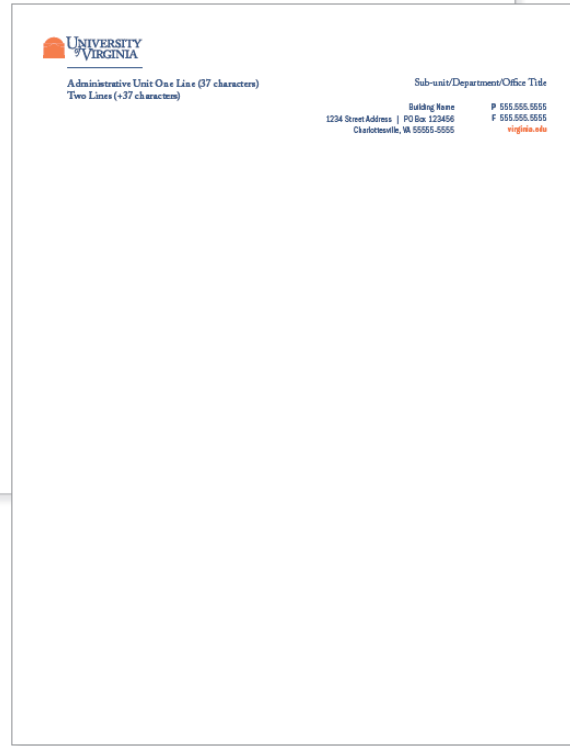 UNIVERSITY
of VIRGINIA
Administrative Unit One Line (37 characters)
Two Lines (+37 characters)
Sub-unit/Department/Office Title
Building Name
1234 Street Address | PO Box 123456
Charlottesville, VA 55555-5555
P 555.555.5555
F 555.555.5555
virginia.edu